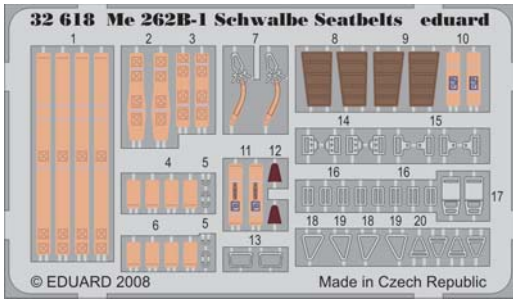 32 618 Me 262B-1 Schwalbe Seatbelts eduard
1 2 3 7 8 9 10
14 15
4 5 11 12
16 16
17
6 5
13
18 19 18 19 20
© EDUARD 2008 Made in Czech Republic